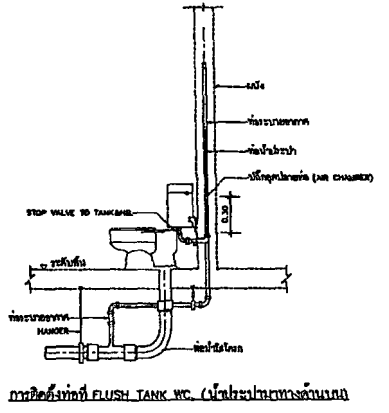 ผนัง
ท่อระบายอากาศ
ท่อน้ำประปา
ปลั๊กอุดปลายท่อ (AIR CHAMBER)
0.30
STOP VALVE TO TANK
ระดับพื้น
ท่อระบายอากาศ
HANGER
ท่อน้ำโสโครก
การติดตั้งท่อที่ FLUSH TANK WC. (น้ำประปามาทางด้านบน)